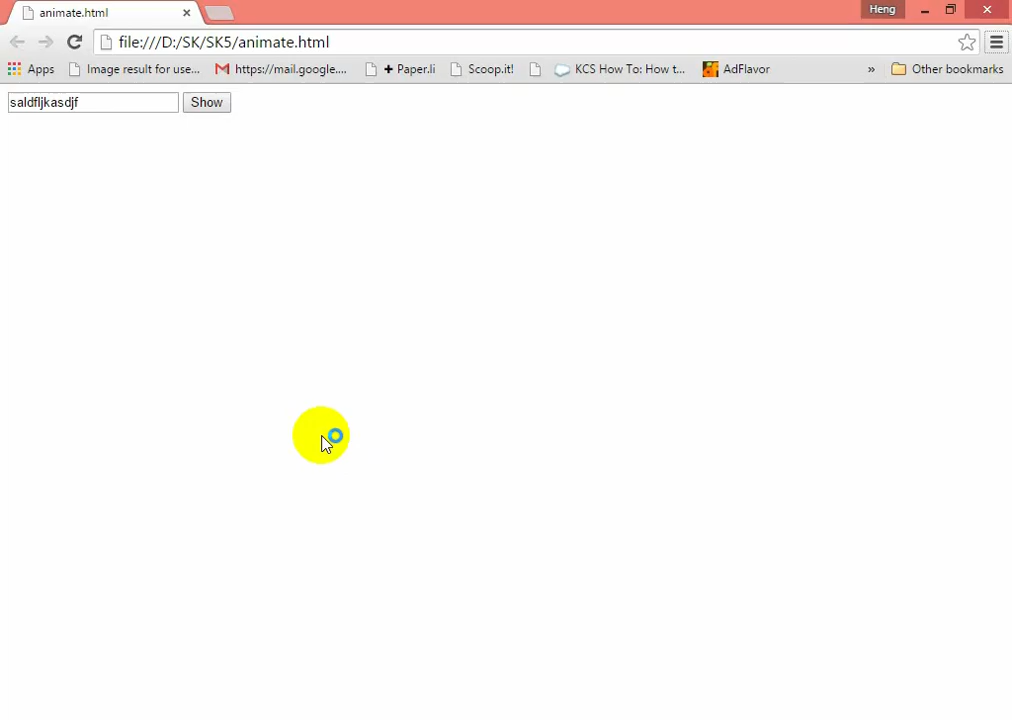 animate.html
Heng
file:///D:/SK/SK5/animate.html
Apps Image result for use... https://mail.google.... + Paper.li Scoop.it! KCS How To: How t... AdFlavor » Other bookmarks
saldfljkasdjf Show